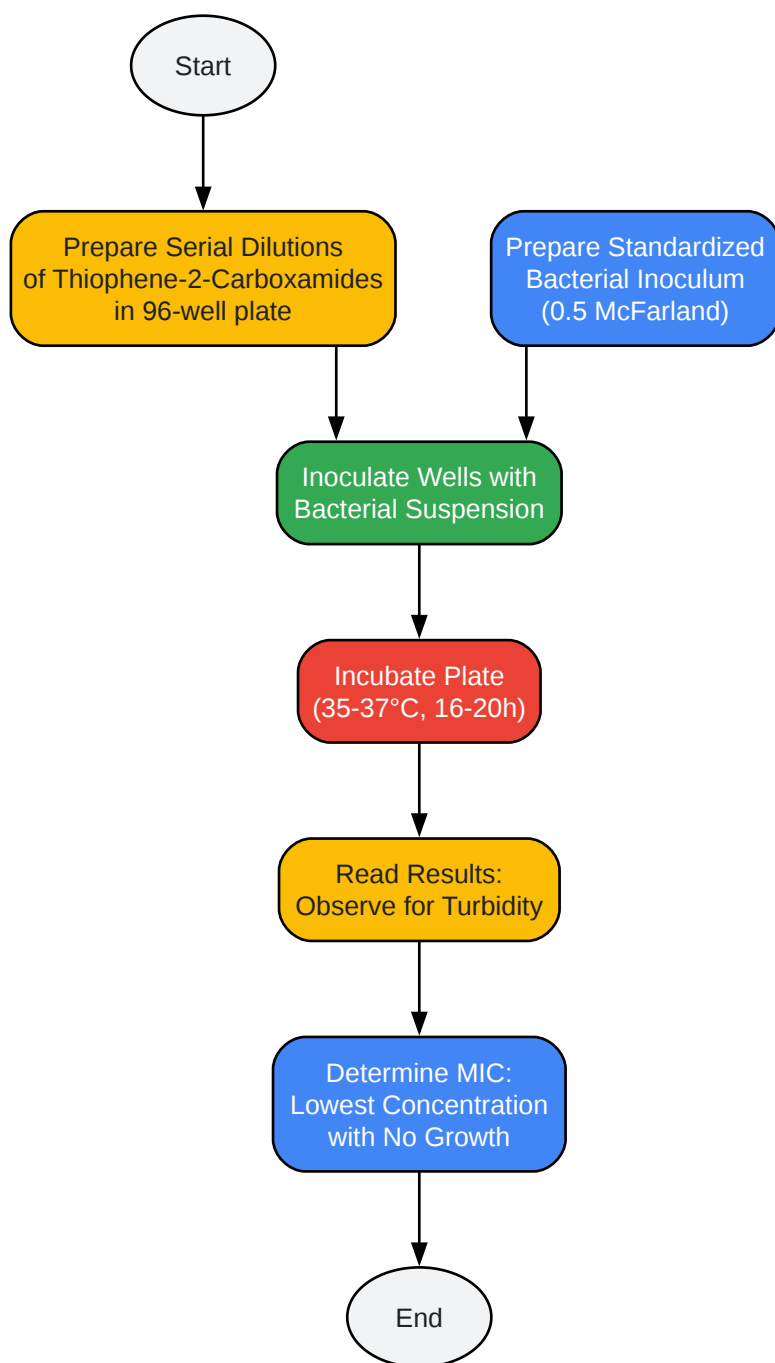 Start
Prepare Serial Dilutions
of Thiophene-2-Carboxamides
in 96-well plate
Prepare Standardized
Bacterial Inoculum
(0.5 McFarland)
Inoculate Wells with
Bacterial Suspension
Incubate Plate
(35-37°C, 16-20h)
Read Results:
Observe for Turbidity
Determine MIC:
Lowest Concentration
with No Growth
End